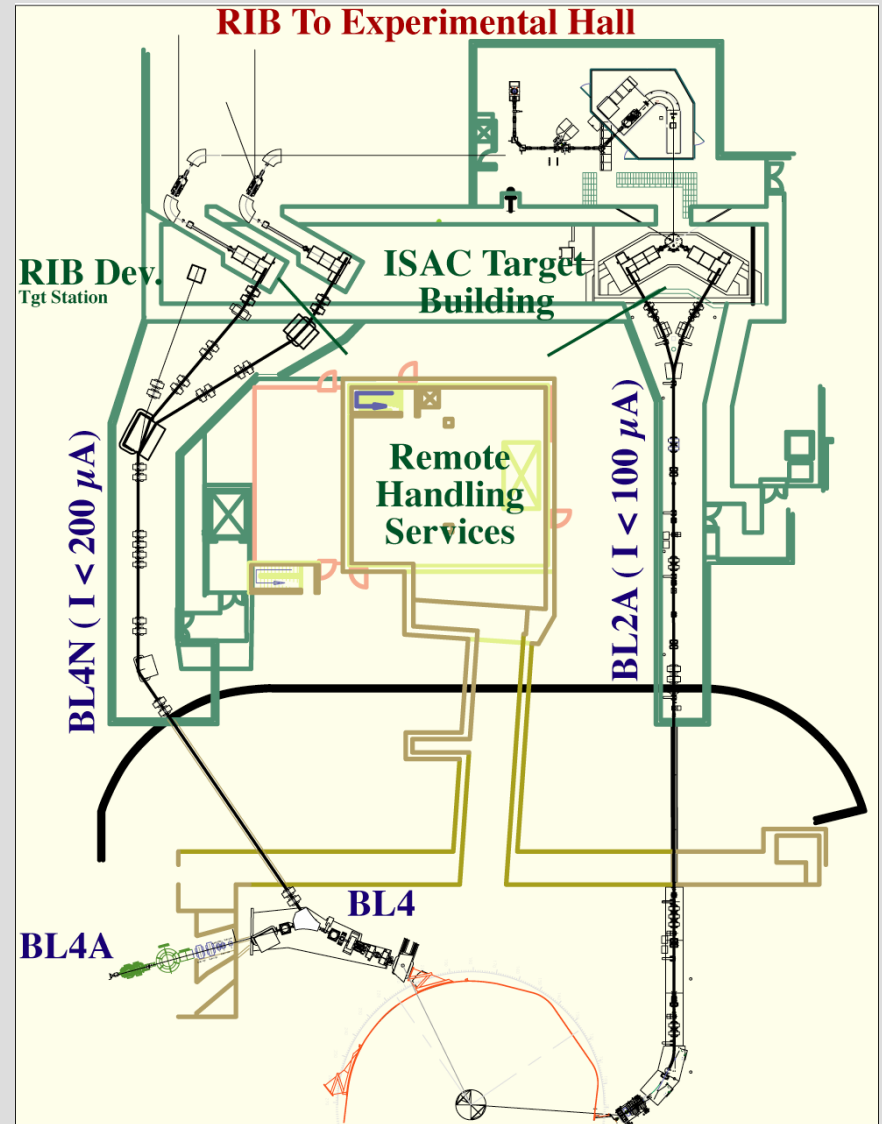 RIB To Experimental Hall
RIB Dev.
Tgt Station
ISAC Target
Building
Remote
Handling
Services
BL4N ( I < 200 μA)
BL2A ( I < 100 μA)
BL4
BL4A